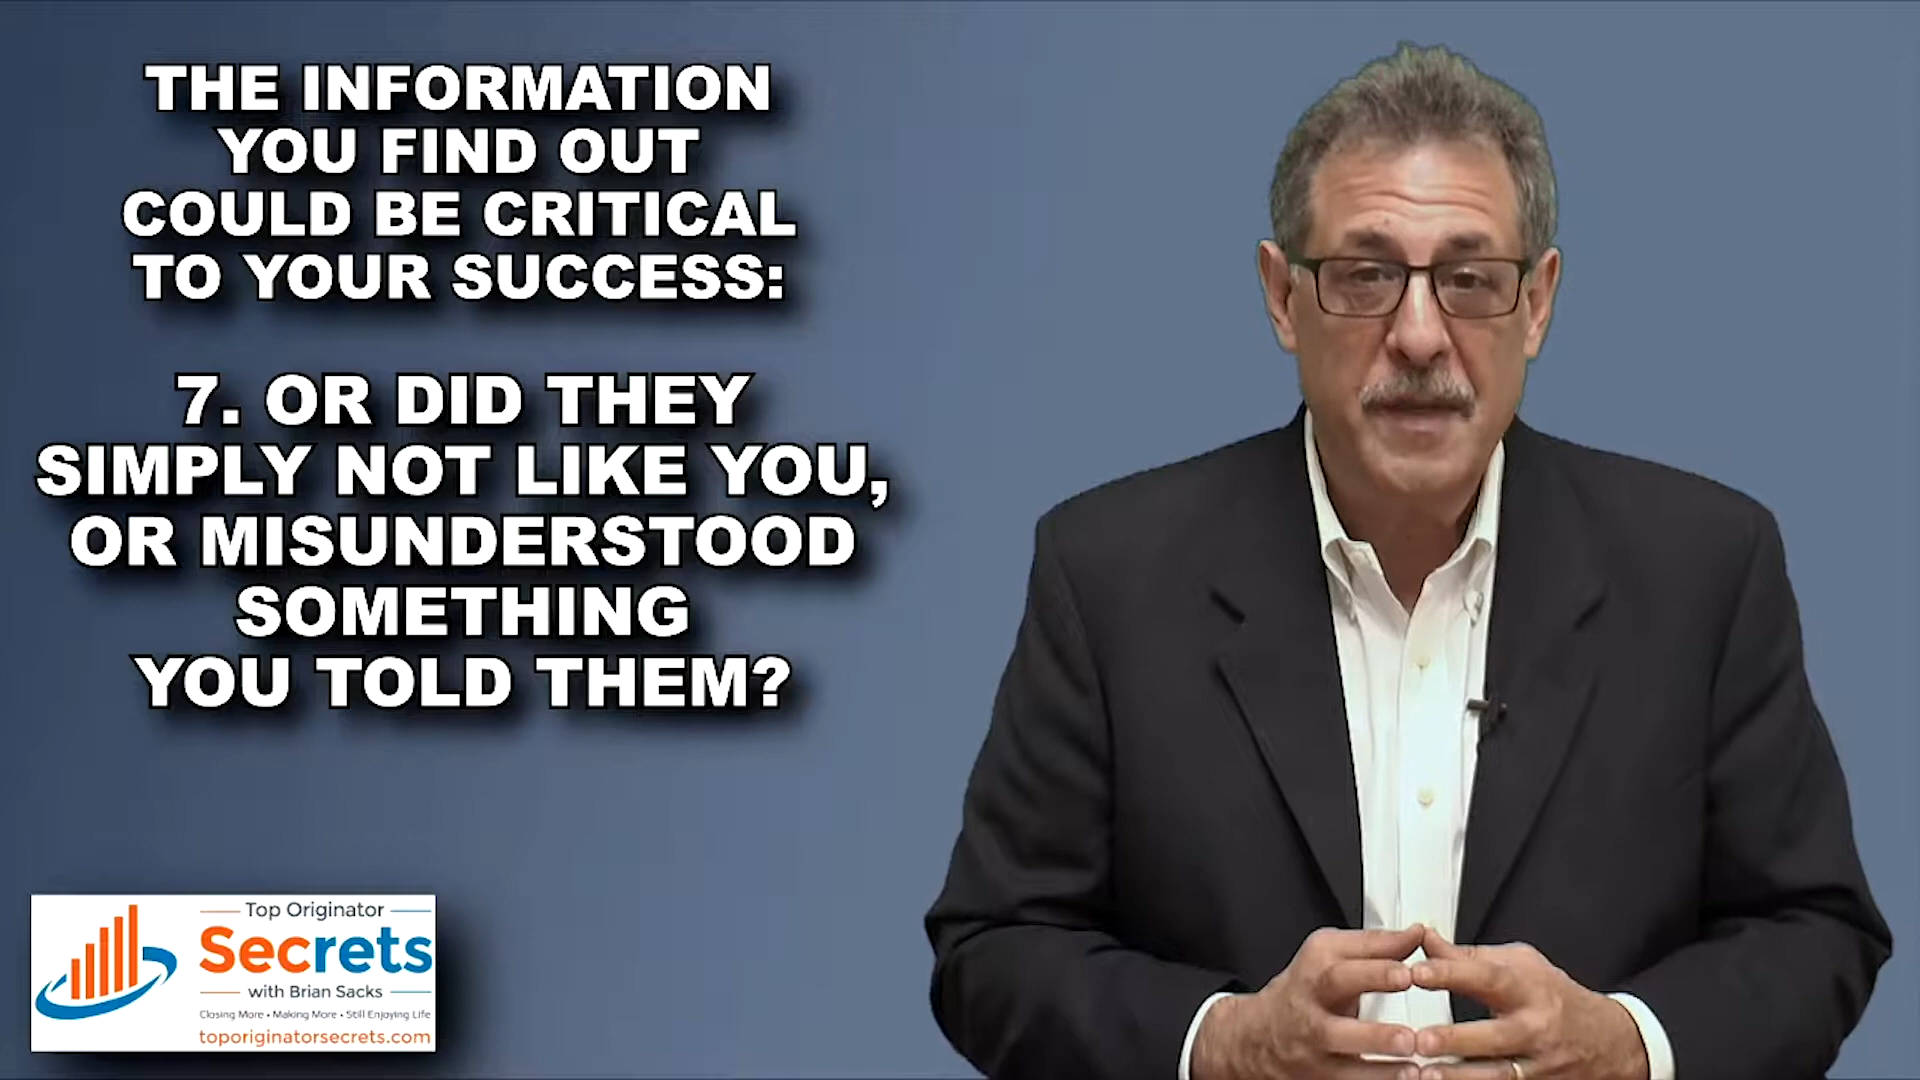 THE INFORMATION
YOU FIND OUT
COULD BE CRITICAL
TO YOUR SUCCESS:
7. OR DID THEY
SIMPLY NOT LIKE YOU,
OR MISUNDERSTOOD
SOMETHING
YOU TOLD THEM?
Top Originator
Secrets
with Brian Sacks
Closing More • Making More • Still Enjoying Life
toporiginatorsecrets.com